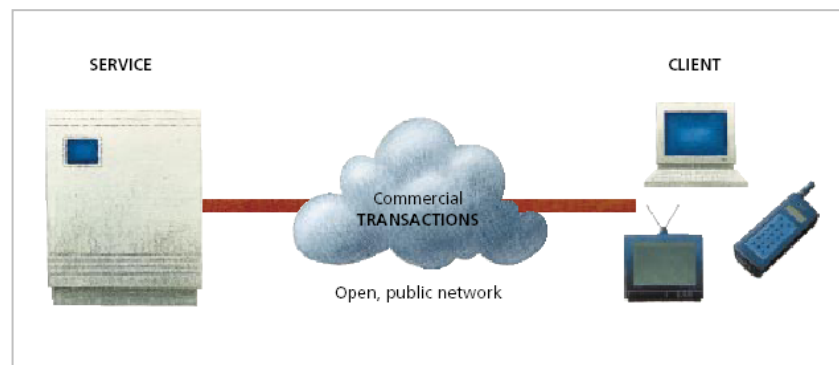 SERVICE
CLIENT
Commercial
TRANSACTIONS
Open, public network